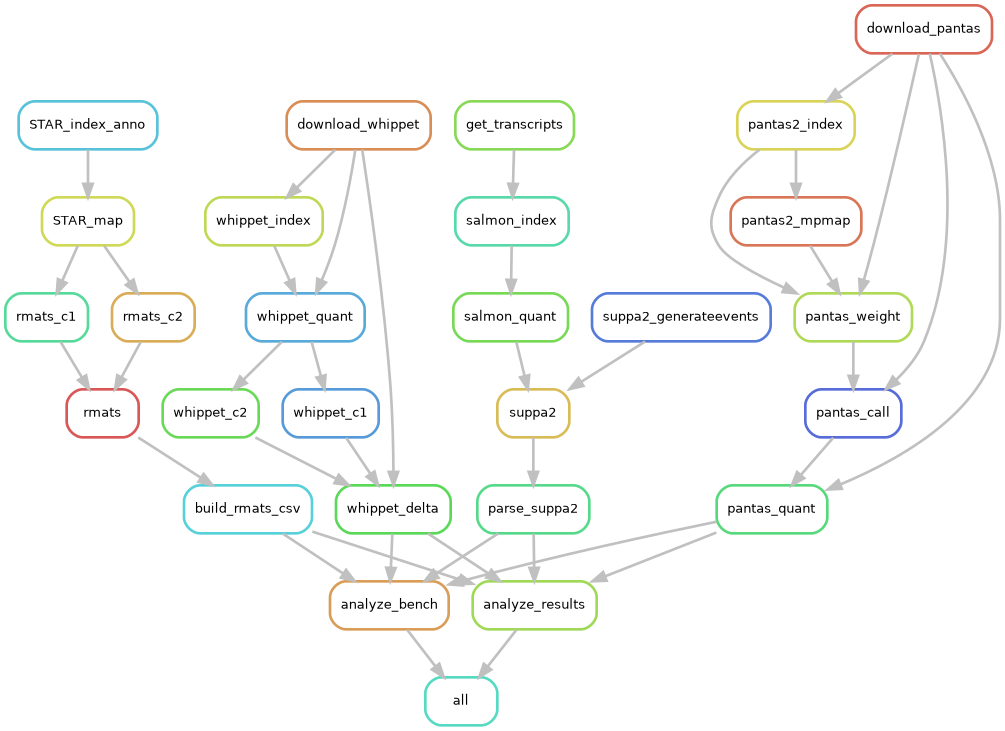 download_pantas
STAR_index_anno
download_whippet
get_transcripts
pantas2_index
STAR_map
whippet_index
salmon_index
pantas2_mpmap
rmats_c1
rmats_c2
whippet_quant
salmon_quant
suppa2_generateevents
pantas_weight
rmats
whippet_c2
whippet_c1
suppa2
pantas_call
build_rmats_csv
whippet_delta
parse_suppa2
pantas_quant
analyze_bench
analyze_results
all